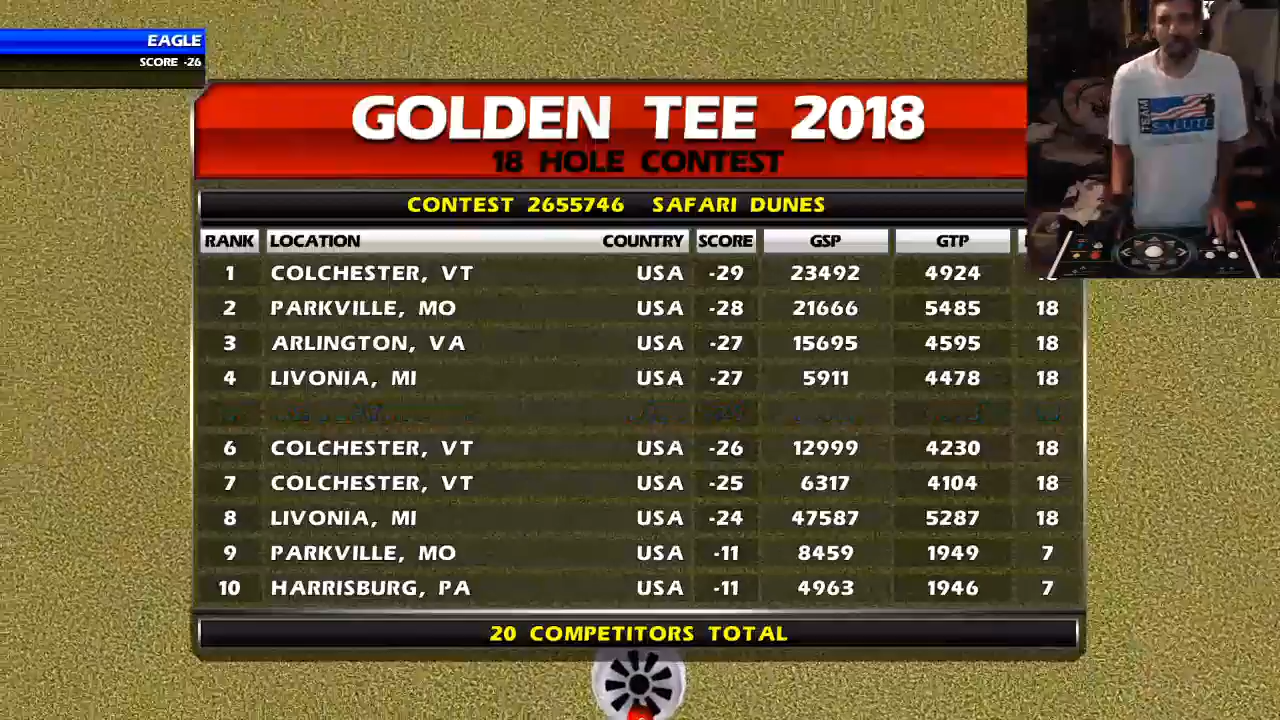 EAGLE
SCORE -26
GOLDEN TEE 2018
18 HOLE CONTEST
CONTEST 2655746 SAFARI DUNES
RANK LOCATION COUNTRY SCORE GSP GTP
1 COLCHESTER, VT USA -29 23492 4924
2 PARKVILLE, MO USA -28 21666 5485 18
3 ARLINGTON, VA USA -27 15695 4595 18
4 LIVONIA, MI USA -27 5911 4478 18
6 COLCHESTER, VT USA -26 12999 4230 18
7 COLCHESTER, VT USA -25 6317 4104 18
8 LIVONIA, MI USA -24 47587 5287 18
9 PARKVILLE, MO USA -11 8459 1949 7
10 HARRISBURG, PA USA -11 4963 1946 7
20 COMPETITORS TOTAL
TEAM
SALUTE